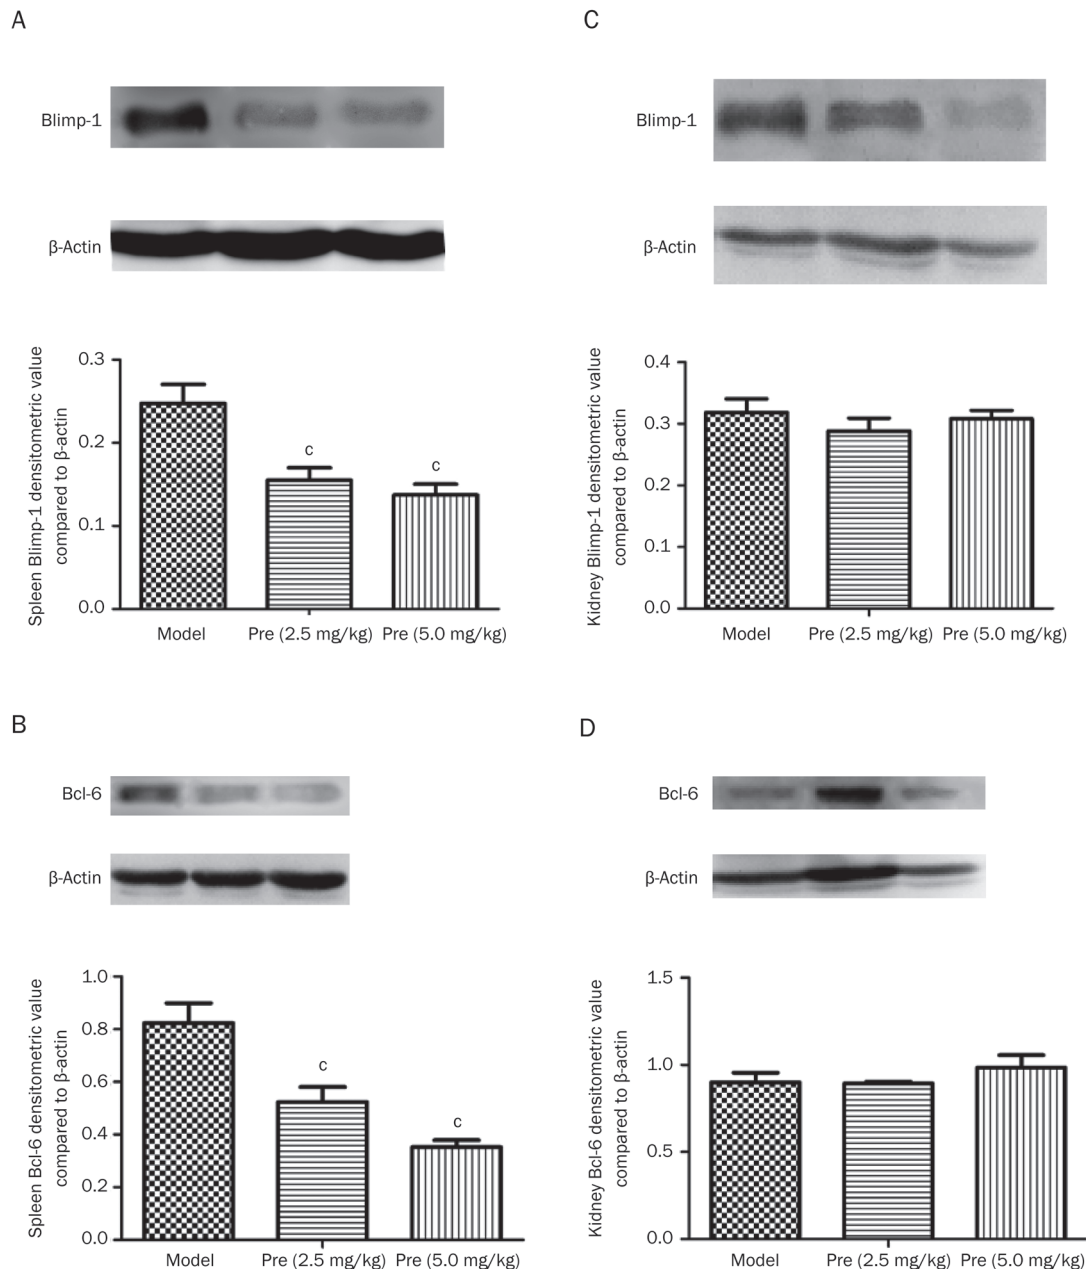 A
Blimp-1
β-Actin
Spleen Blimp-1 densitometric value
compared to β-actin
0.3
0.2
0.1
0.0
Model
Pre (2.5 mg/kg)
Pre (5.0 mg/kg)
c
c
C
Blimp-1
β-Actin
Kidney Blimp-1 densitometric value
compared to β-actin
0.4
0.3
0.2
0.1
0.0
Model
Pre (2.5 mg/kg)
Pre (5.0 mg/kg)
B
Bcl-6
β-Actin
Spleen Bcl-6 densitometric value
compared to β-actin
1.0
0.8
0.6
0.4
0.2
0.0
Model
Pre (2.5 mg/kg)
Pre (5.0 mg/kg)
c
c
D
Bcl-6
β-Actin
Kidney Bcl-6 densitometric value
compared to β-actin
1.5
1.0
0.5
0.0
Model
Pre (2.5 mg/kg)
Pre (5.0 mg/kg)